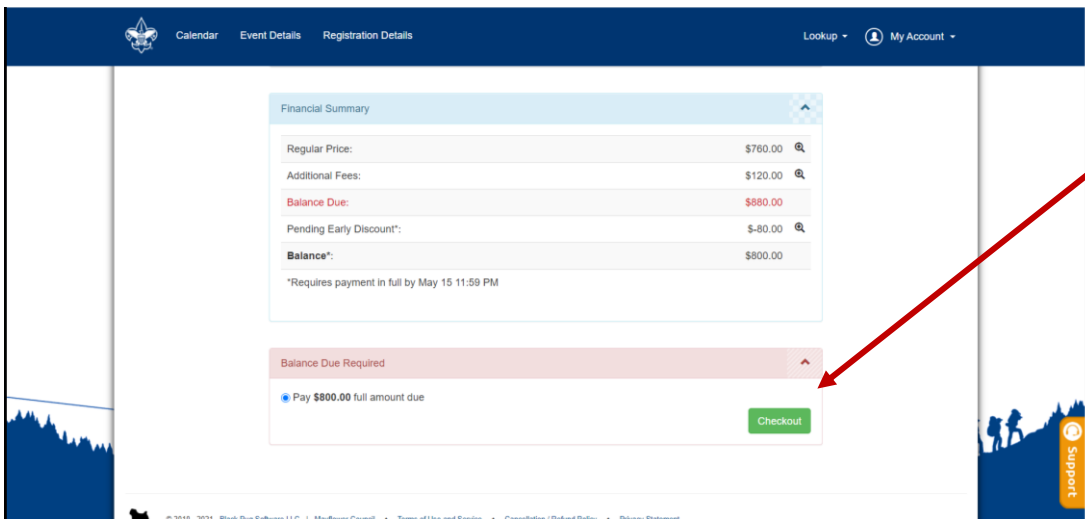 Calendar Event Details Registration Details Lookup My Account
Financial Summary
Regular Price: $760.00
Additional Fees: $120.00
Balance Due: $880.00
Pending Early Discount*: $-80.00
Balance*: $800.00
*Requires payment in full by May 15 11:59 PM
Balance Due Required
Pay $800.00 full amount due
Checkout
Support
© 2010 - 2021 Black Pug Software LLC | Mayflower Council • Terms of Use and Service • Cancellation / Refund Policy • Privacy Statement